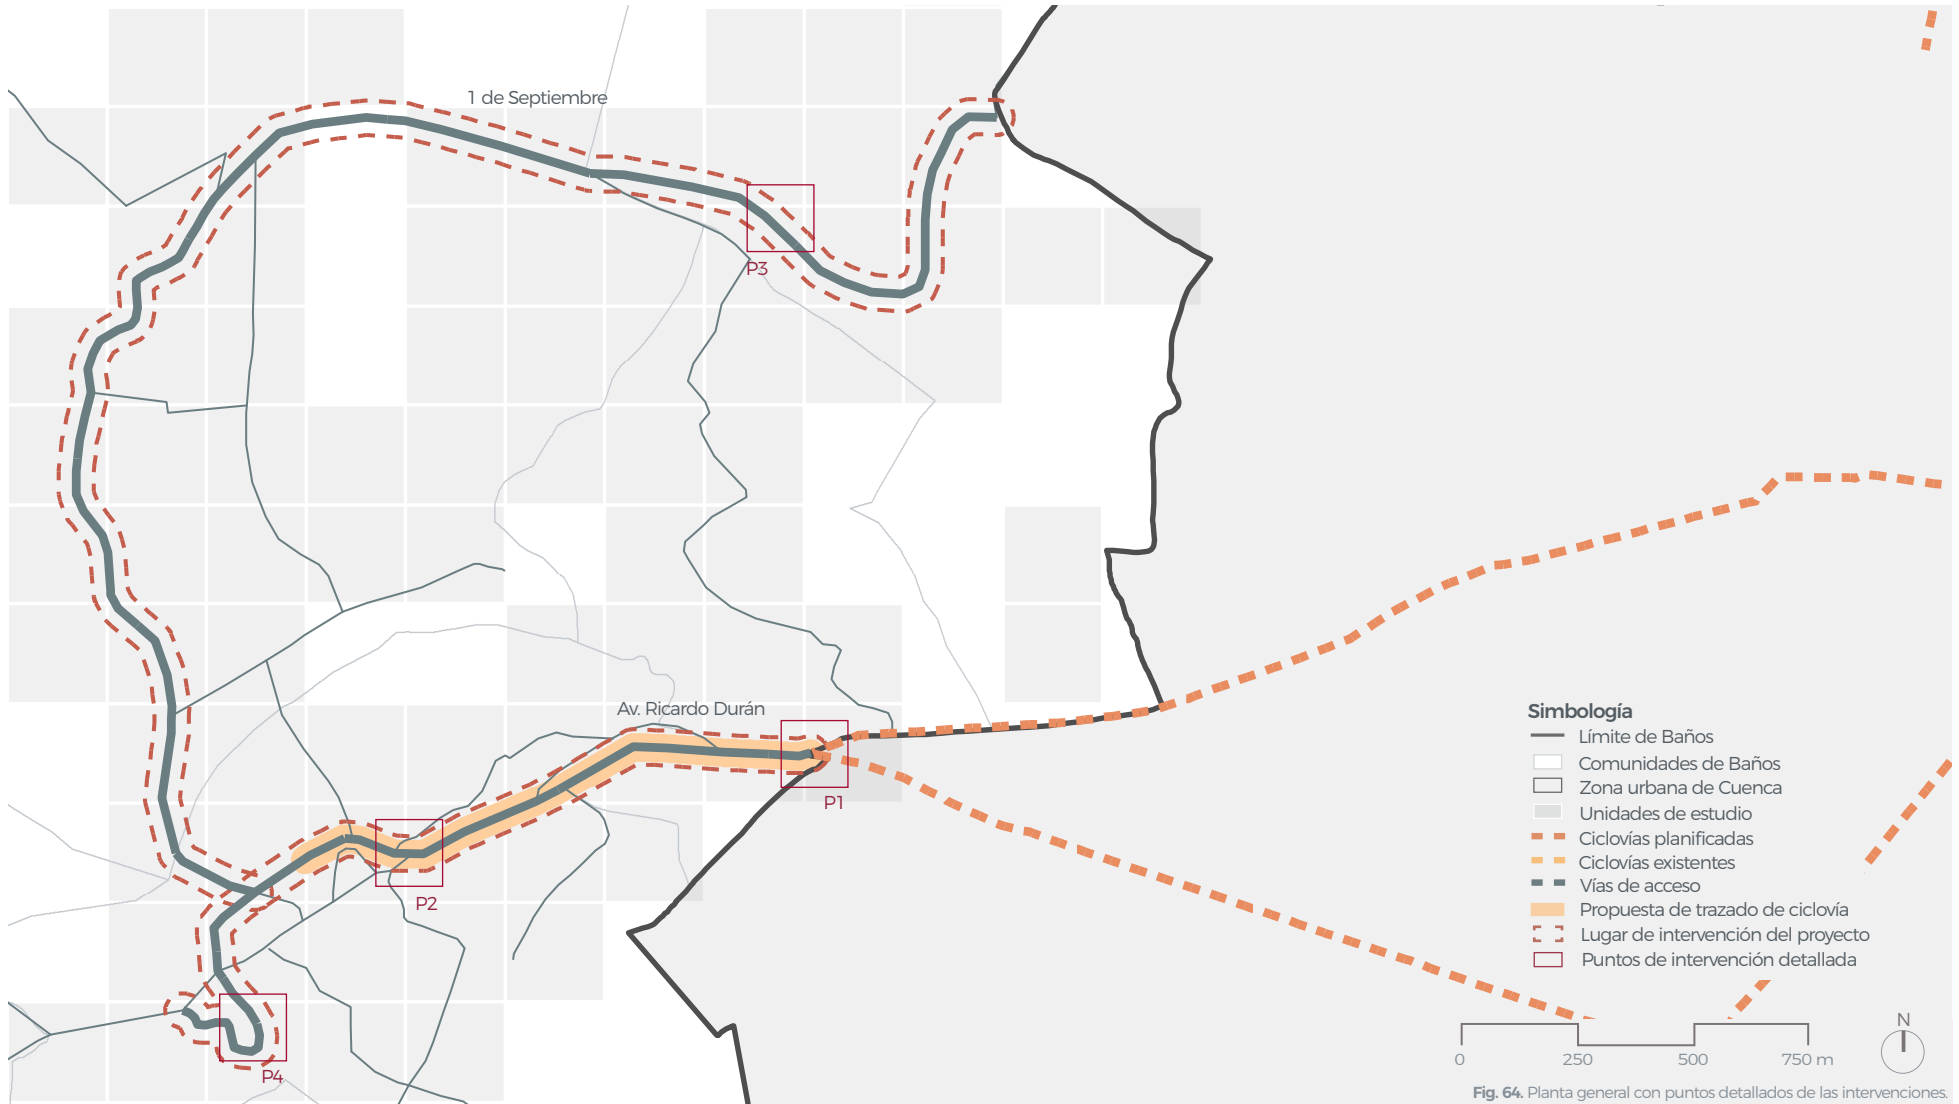 1 de Septiembre
P3
Av. Ricardo Durán
P1
P2
P4
Simbología
Límite de Baños
Comunidades de Baños
Zona urbana de Cuenca
Unidades de estudio
Ciclovías planificadas
Ciclovías existentes
Vías de acceso
Propuesta de trazado de ciclovía
Lugar de intervención del proyecto
Puntos de intervención detallada
N
0 250 500 750 m
Fig. 64. Planta general con puntos detallados de las intervenciones.